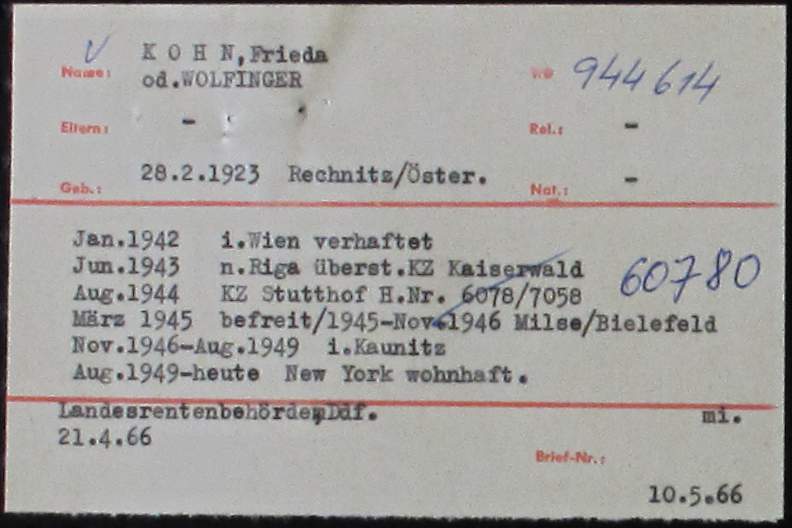 V K O H N, Frieda
Name: od.WOLFINGER TD 944 614
Eltern: - Rel.: -
Geb.: 28.2.1923 Rechnitz/Öster. Nat.: -
Jan.1942 i.Wien verhaftet
Jun.1943 n.Riga überst.KZ Kaiserwald 60780
Aug.1944 KZ Stutthof H.Nr. 6078/7058
März 1945 befreit/1945-Nov.1946 Milse/Bielefeld
Nov.1946-Aug.1949 i.Kaunitz
Aug.1949-heute New York wohnhaft.
Landesrentenbehörde,Ddf. mi.
21.4.66
Brief-Nr.:
10.5.66